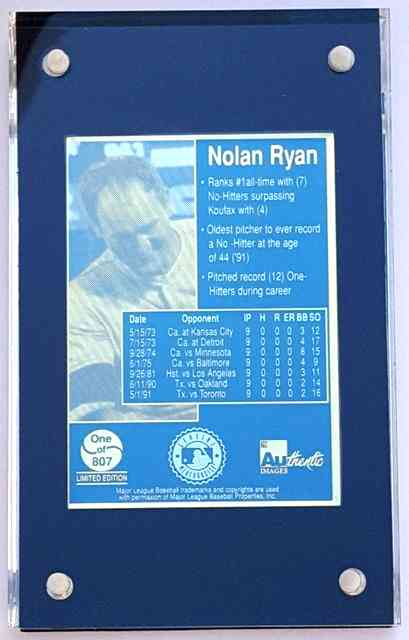 Nolan Ryan
• Ranks #1all-time with (7)
No-Hitters surpassing
Koufax with (4)
• Oldest pitcher to ever record
a No -Hitter at the age
of 44 ('91)
• Pitched record (12) One-
Hitters during career
Date Opponent IP H R ER BB SO
5/15/73 Ca. at Kansas City 9 0 0 0 3 12
7/15/73 Ca. at Detroit 9 0 0 0 4 17
9/28/74 Ca. vs Minnesota 9 0 0 0 8 15
6/1/75 Ca. vs Baltimore 9 0 0 0 4 9
9/26/81 Hst. vs Los Angeles 9 0 0 0 3 11
6/11/90 Tx. vs Oakland 9 0 0 0 2 14
5/1/91 Tx. vs Toronto 9 0 0 0 2 16
One
of
807
LIMITED EDITION
Authentic
IMAGES
Major League Baseball trademarks and copyrights are used
with permission of Major League Baseball Properties, Inc.